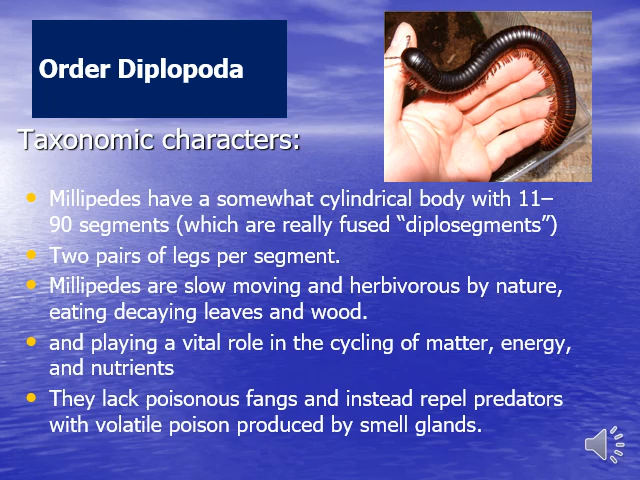 Order Diplopoda
Taxonomic characters:
• Millipedes have a somewhat cylindrical body with 11–
90 segments (which are really fused “diplosegments”)
• Two pairs of legs per segment.
• Millipedes are slow moving and herbivorous by nature,
eating decaying leaves and wood.
• and playing a vital role in the cycling of matter, energy,
and nutrients
• They lack poisonous fangs and instead repel predators
with volatile poison produced by smell glands.